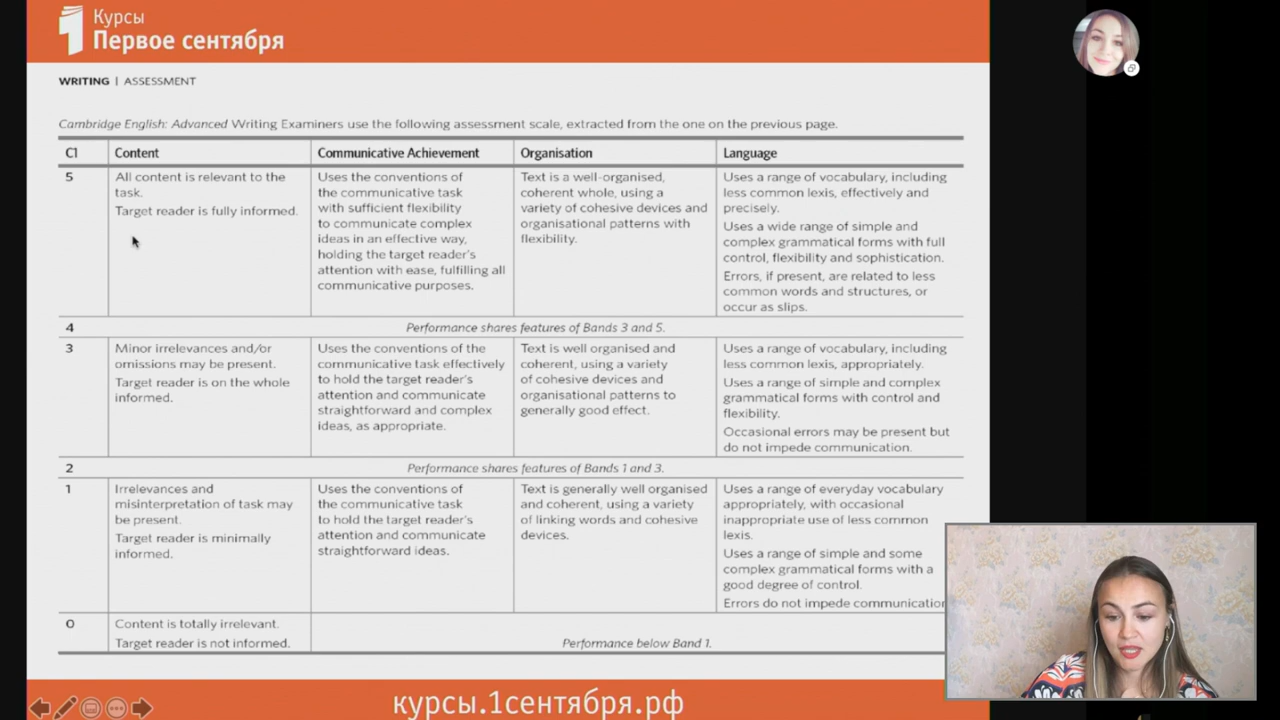 Курсы
Первое сентября
WRITING | ASSESSMENT
Cambridge English: Advanced Writing Examiners use the following assessment scale, extracted from the one on the previous page.
C1 Content Communicative Achievement Organisation Language
5
All content is relevant to the
task.
Target reader is fully informed.
Uses the conventions of
the communicative task
with sufficient flexibility
to communicate complex
ideas in an effective way,
holding the target reader's
attention with ease, fulfilling all
communicative purposes.
Text is a well-organised,
coherent whole, using a
variety of cohesive devices and
organisational patterns with
flexibility.
Uses a range of vocabulary, including
less common lexis, effectively and
precisely.
Uses a wide range of simple and
complex grammatical forms with full
control, flexibility and sophistication.
Errors, if present, are related to less
common words and structures, or
occur as slips.
4 Performance shares features of Bands 3 and 5.
3
Minor irrelevances and/or
omissions may be present.
Target reader is on the whole
informed.
Uses the conventions of the
communicative task effectively
to hold the target reader's
attention and communicate
straightforward and complex
ideas, as appropriate.
Text is well organised and
coherent, using a variety
of cohesive devices and
organisational patterns to
generally good effect.
Uses a range of vocabulary, including
less common lexis, appropriately.
Uses a range of simple and complex
grammatical forms with control and
flexibility.
Occasional errors may be present but
do not impede communication.
2 Performance shares features of Bands 1 and 3.
1
Irrelevances and
misinterpretation of task may
be present.
Target reader is minimally
informed.
Uses the conventions of
the communicative task
to hold the target reader's
attention and communicate
straightforward ideas.
Text is generally well organised
and coherent, using a variety
of linking words and cohesive
devices.
Uses a range of everyday vocabulary
appropriately, with occasional
inappropriate use of less common
lexis.
Uses a range of simple and some
complex grammatical forms with a
good degree of control.
Errors do not impede communication
0
Content is totally irrelevant.
Target reader is not informed.
Performance below Band 1.
курсы.1сентября.рф